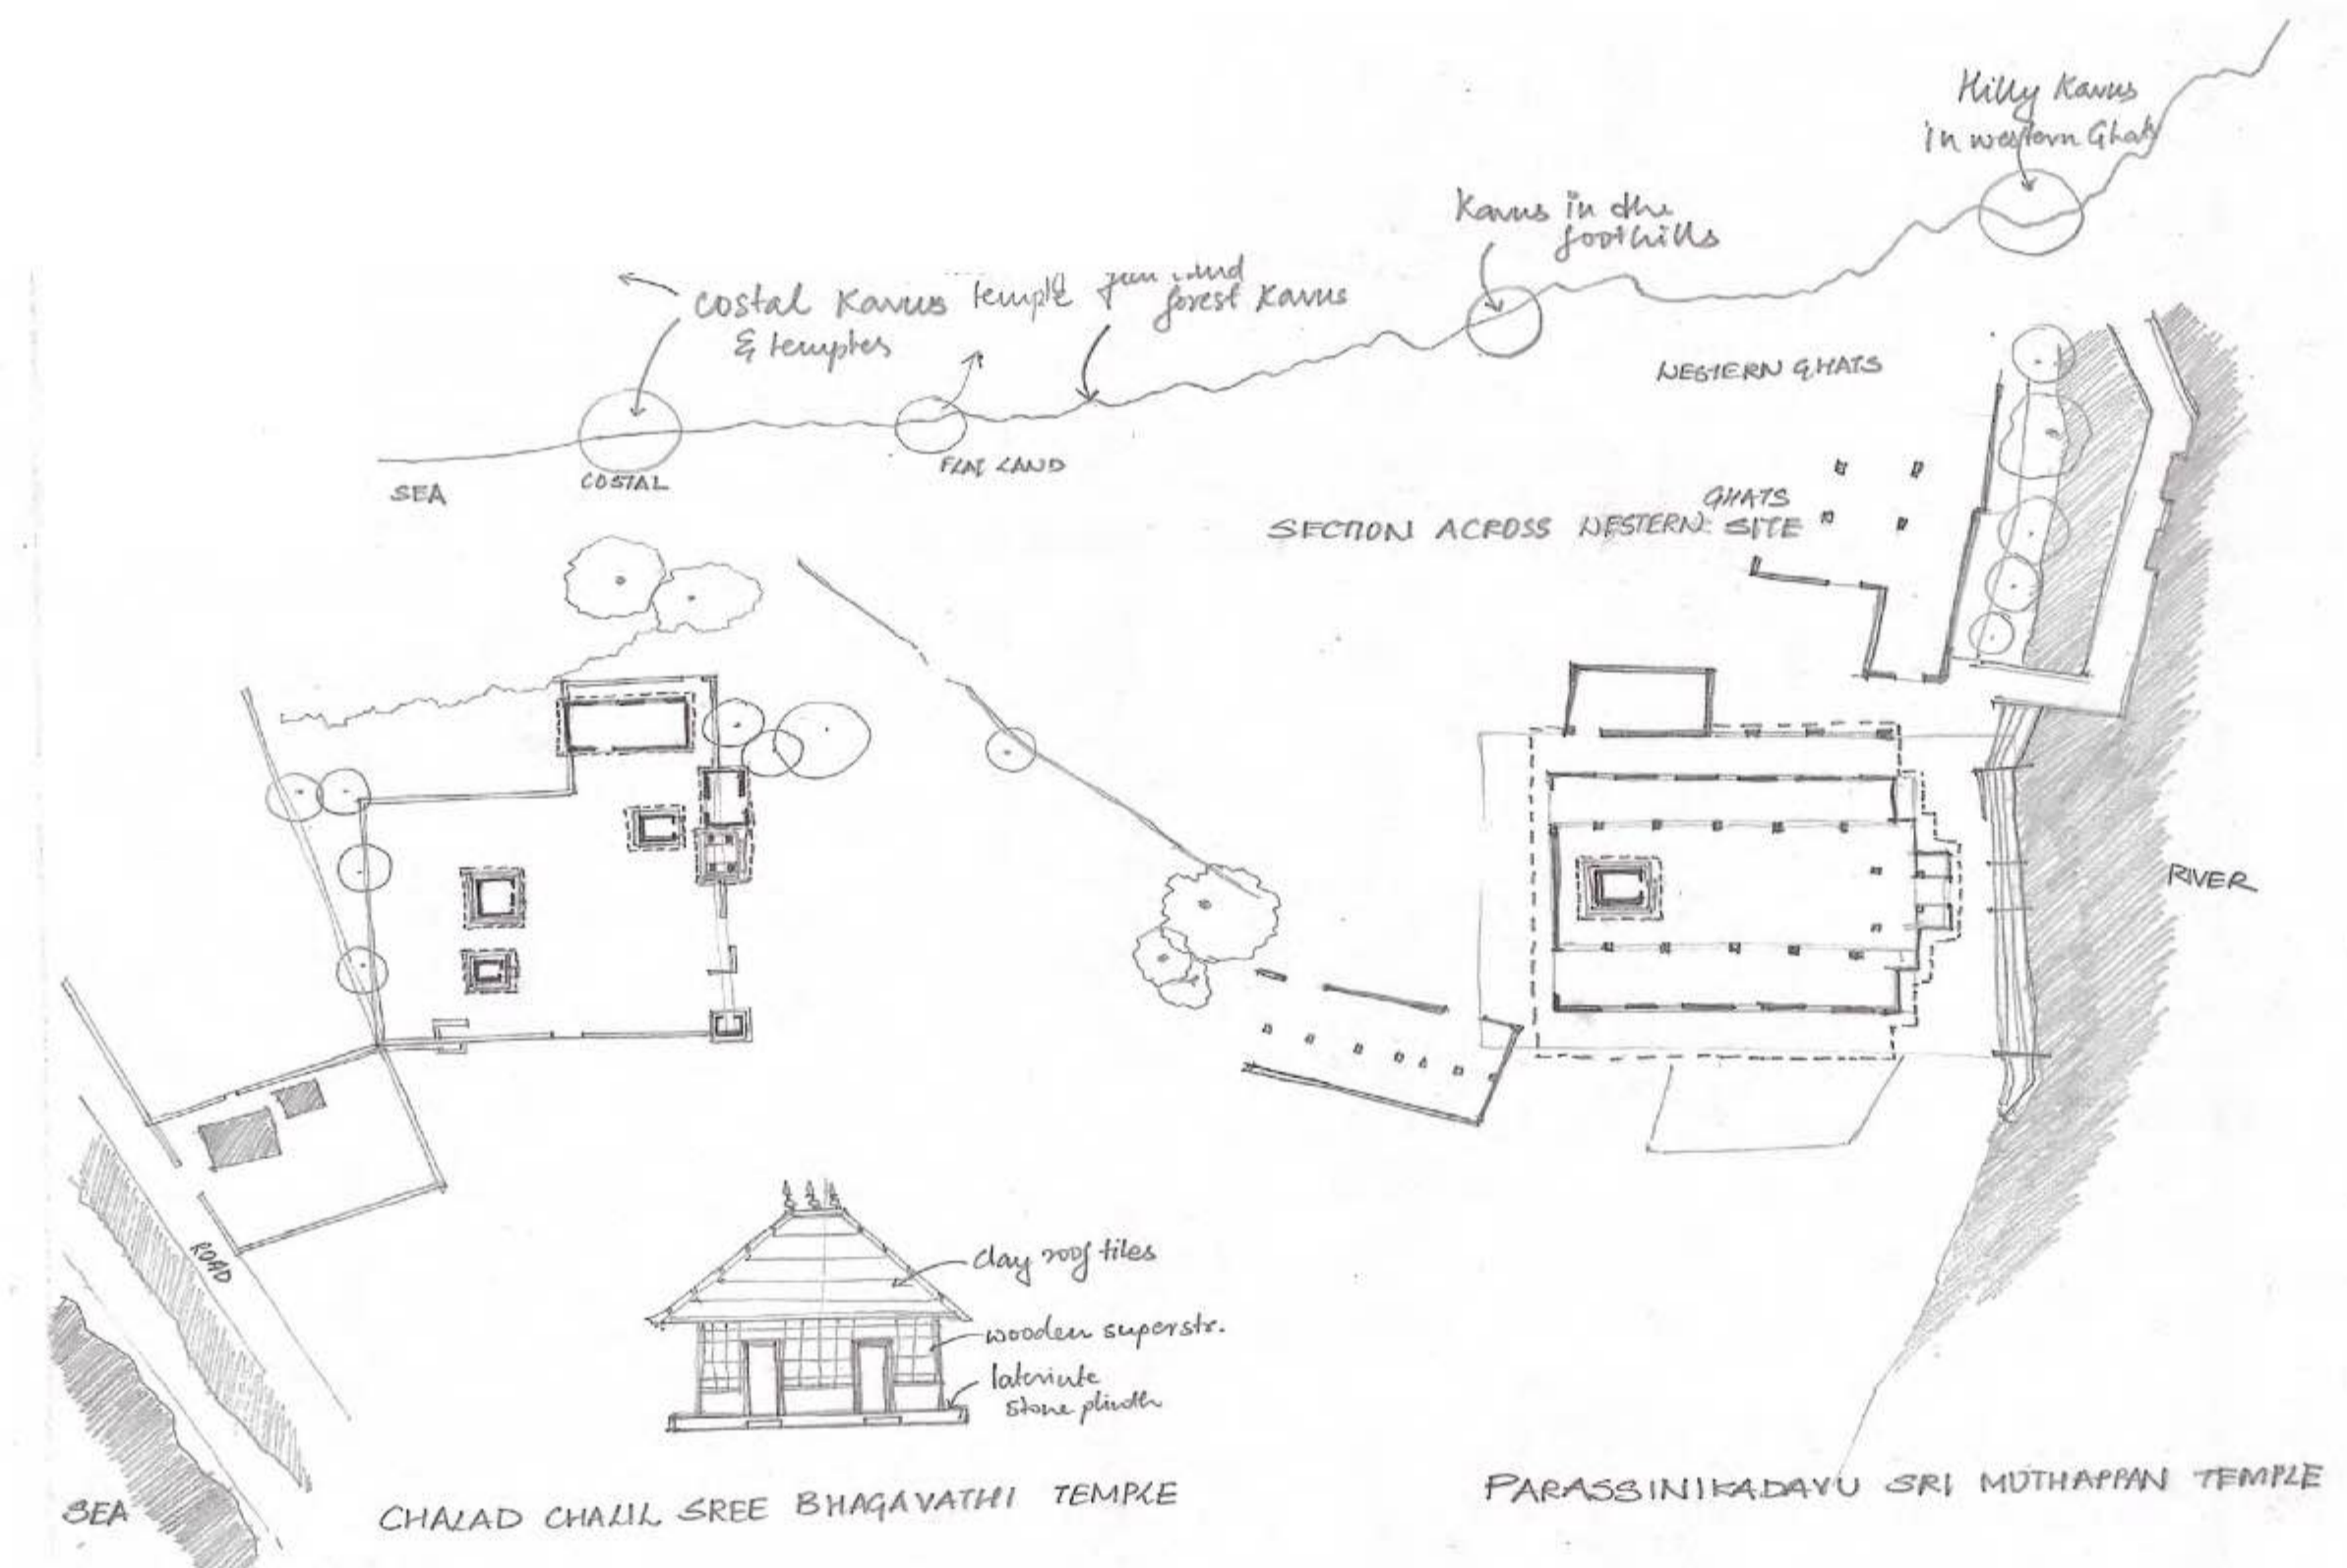 Hilly Kavus
in western Ghats
Kavus in the
foothills
costal Kavus
& temples
temple
forest Kavus
WESTERN GHATS
SEA
COSTAL
FLAT LAND
GHATS
SECTION ACROSS WESTERN SITE
RIVER
ROAD
SEA
clay roof tiles
wooden superstr.
laterite
stone plinth
CHALAD CHALIL SREE BHAGAVATHI TEMPLE
PARASSINIKADAVU SRI MUTHAPPAN TEMPLE